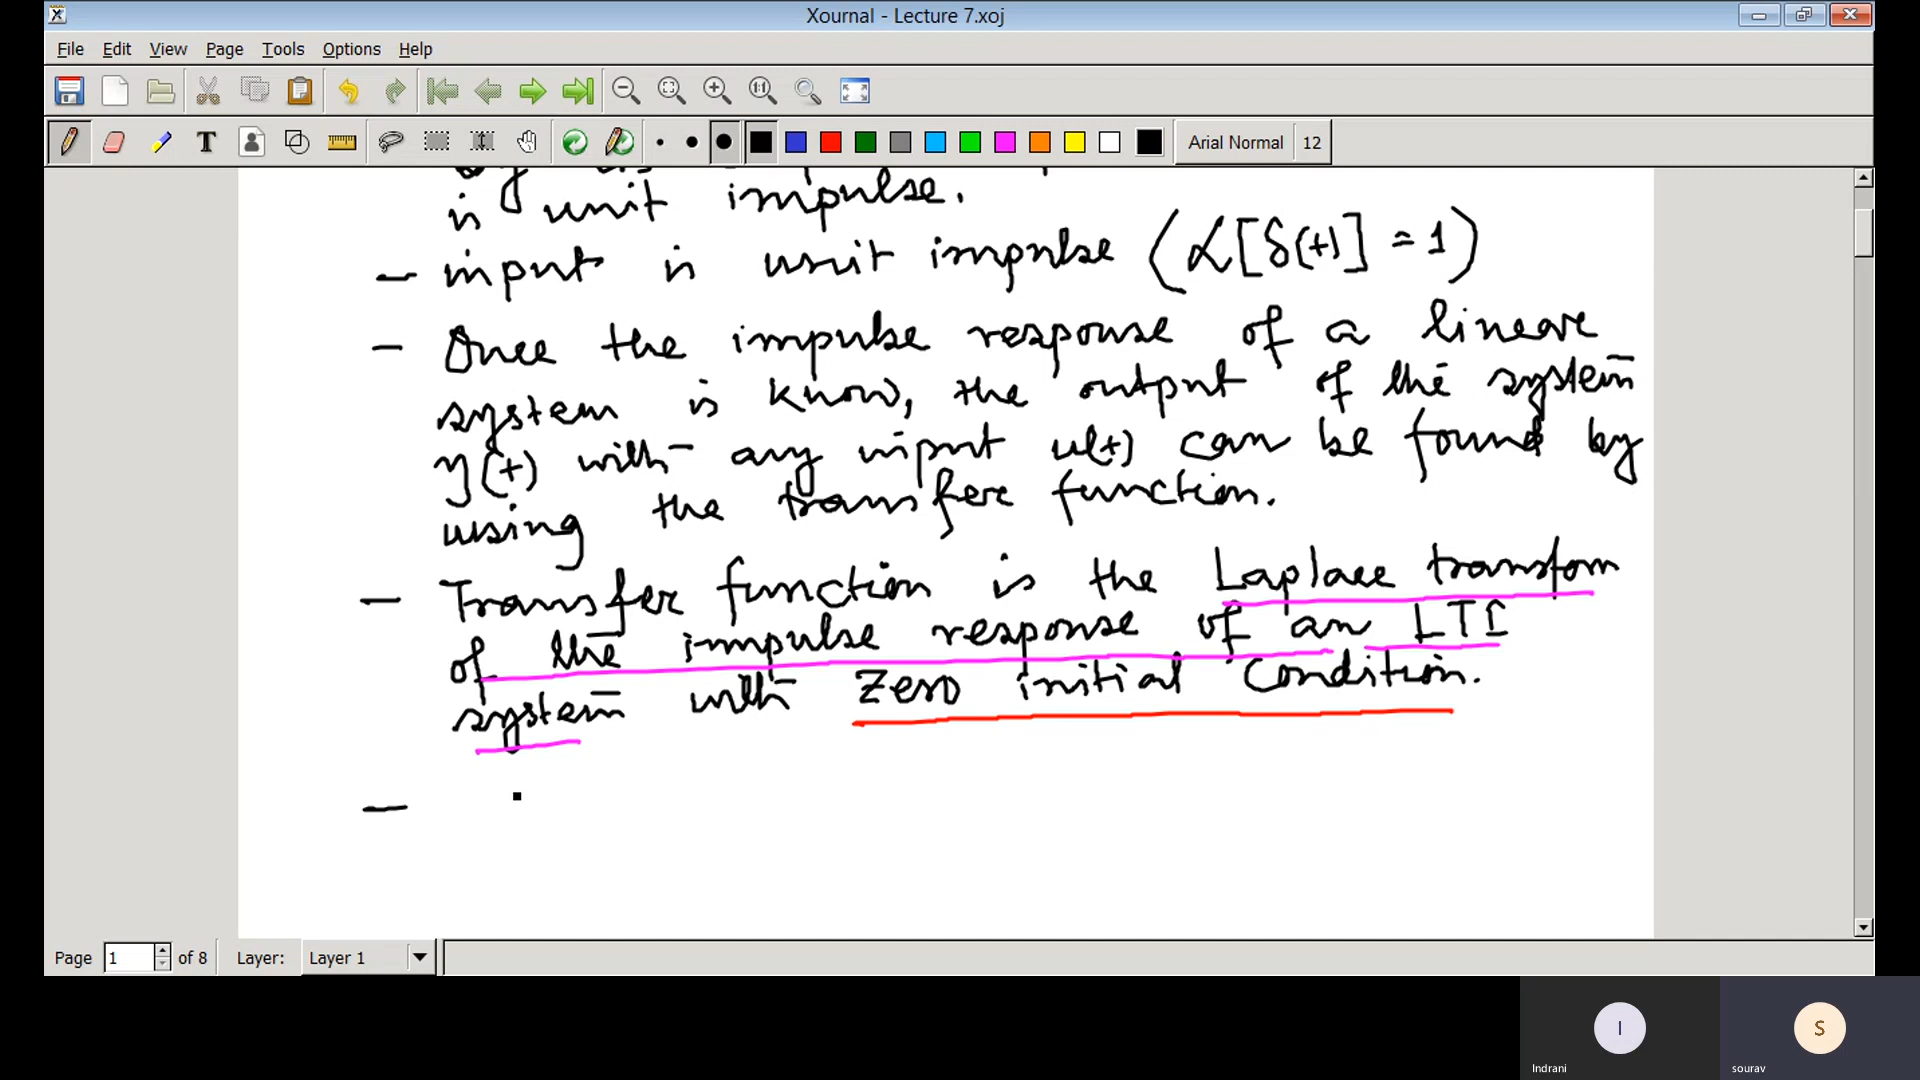 Xournal - Lecture 7.xoj
File Edit View Page Tools Options Help
Arial Normal 12
is unit impulse.
- input is unit impulse (L[δ(t)] = 1)
- Once the impulse response of a linear
system is know, the output of the system
y(t) with any input u(t) can be found by
using the transfer function.
- Transfer function is the Laplace transfom
of the impulse response of an LTI
system with zero initial condition.
-
Page 1 of 8 Layer: Layer 1
I S
Indrani sourav